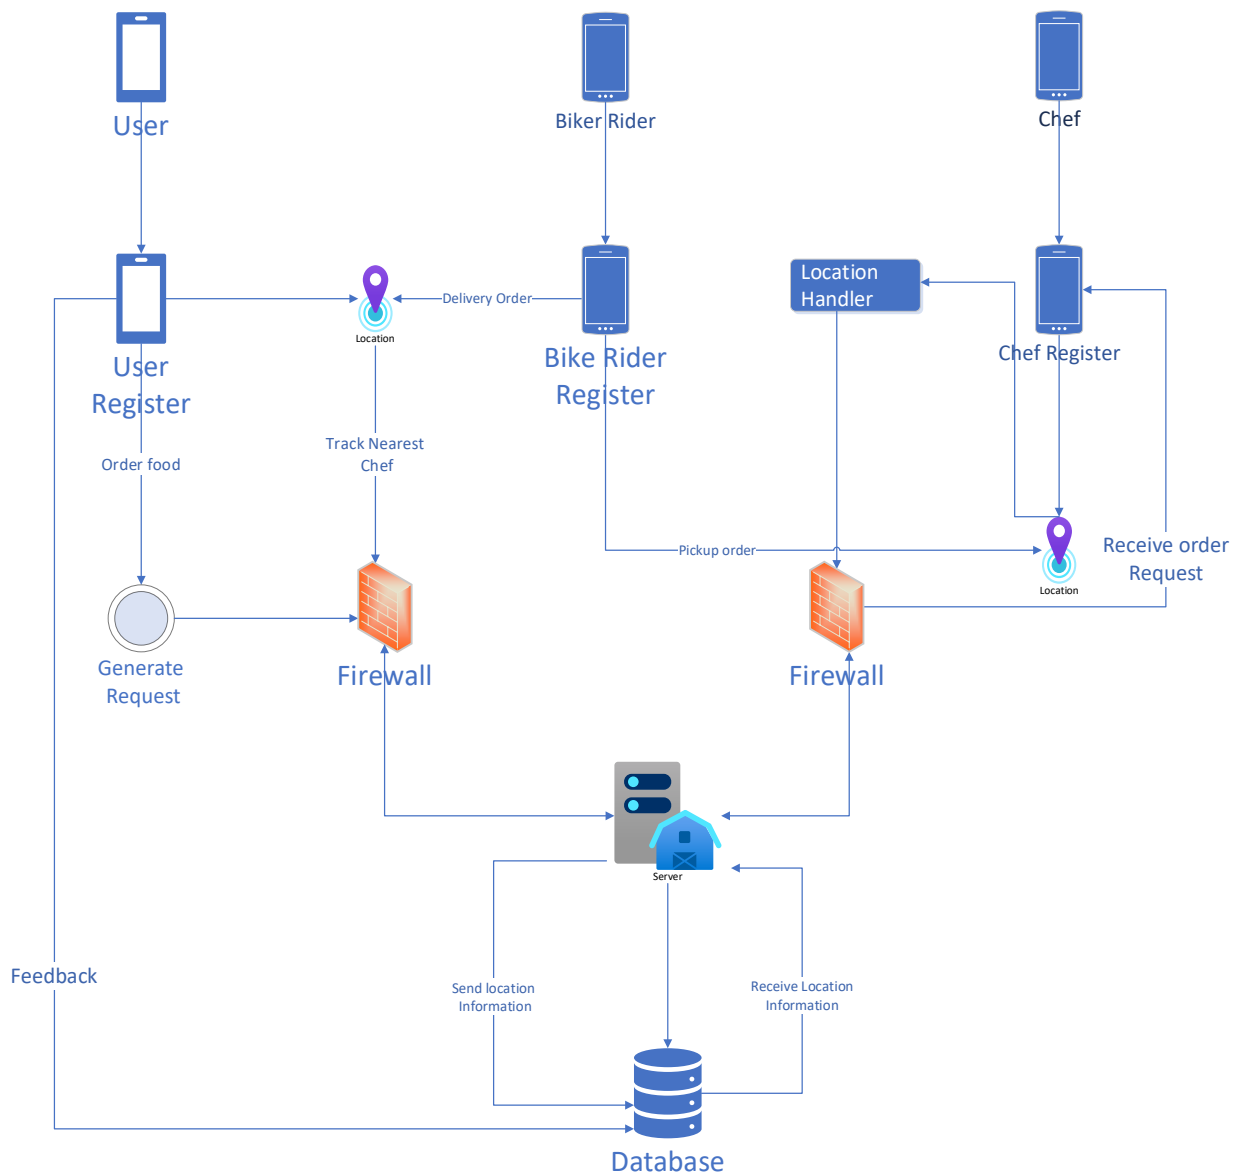 User
Biker Rider
Chef
Location
Handler
Delivery Order
Location
Chef Register
User
Register
Bike Rider
Register
Track Nearest
Chef
Order food
Pickup order
Receive order
Request
Location
Generate
Request
Firewall
Firewall
Server
Feedback
Send location
Information
Receive Location
Information
Database